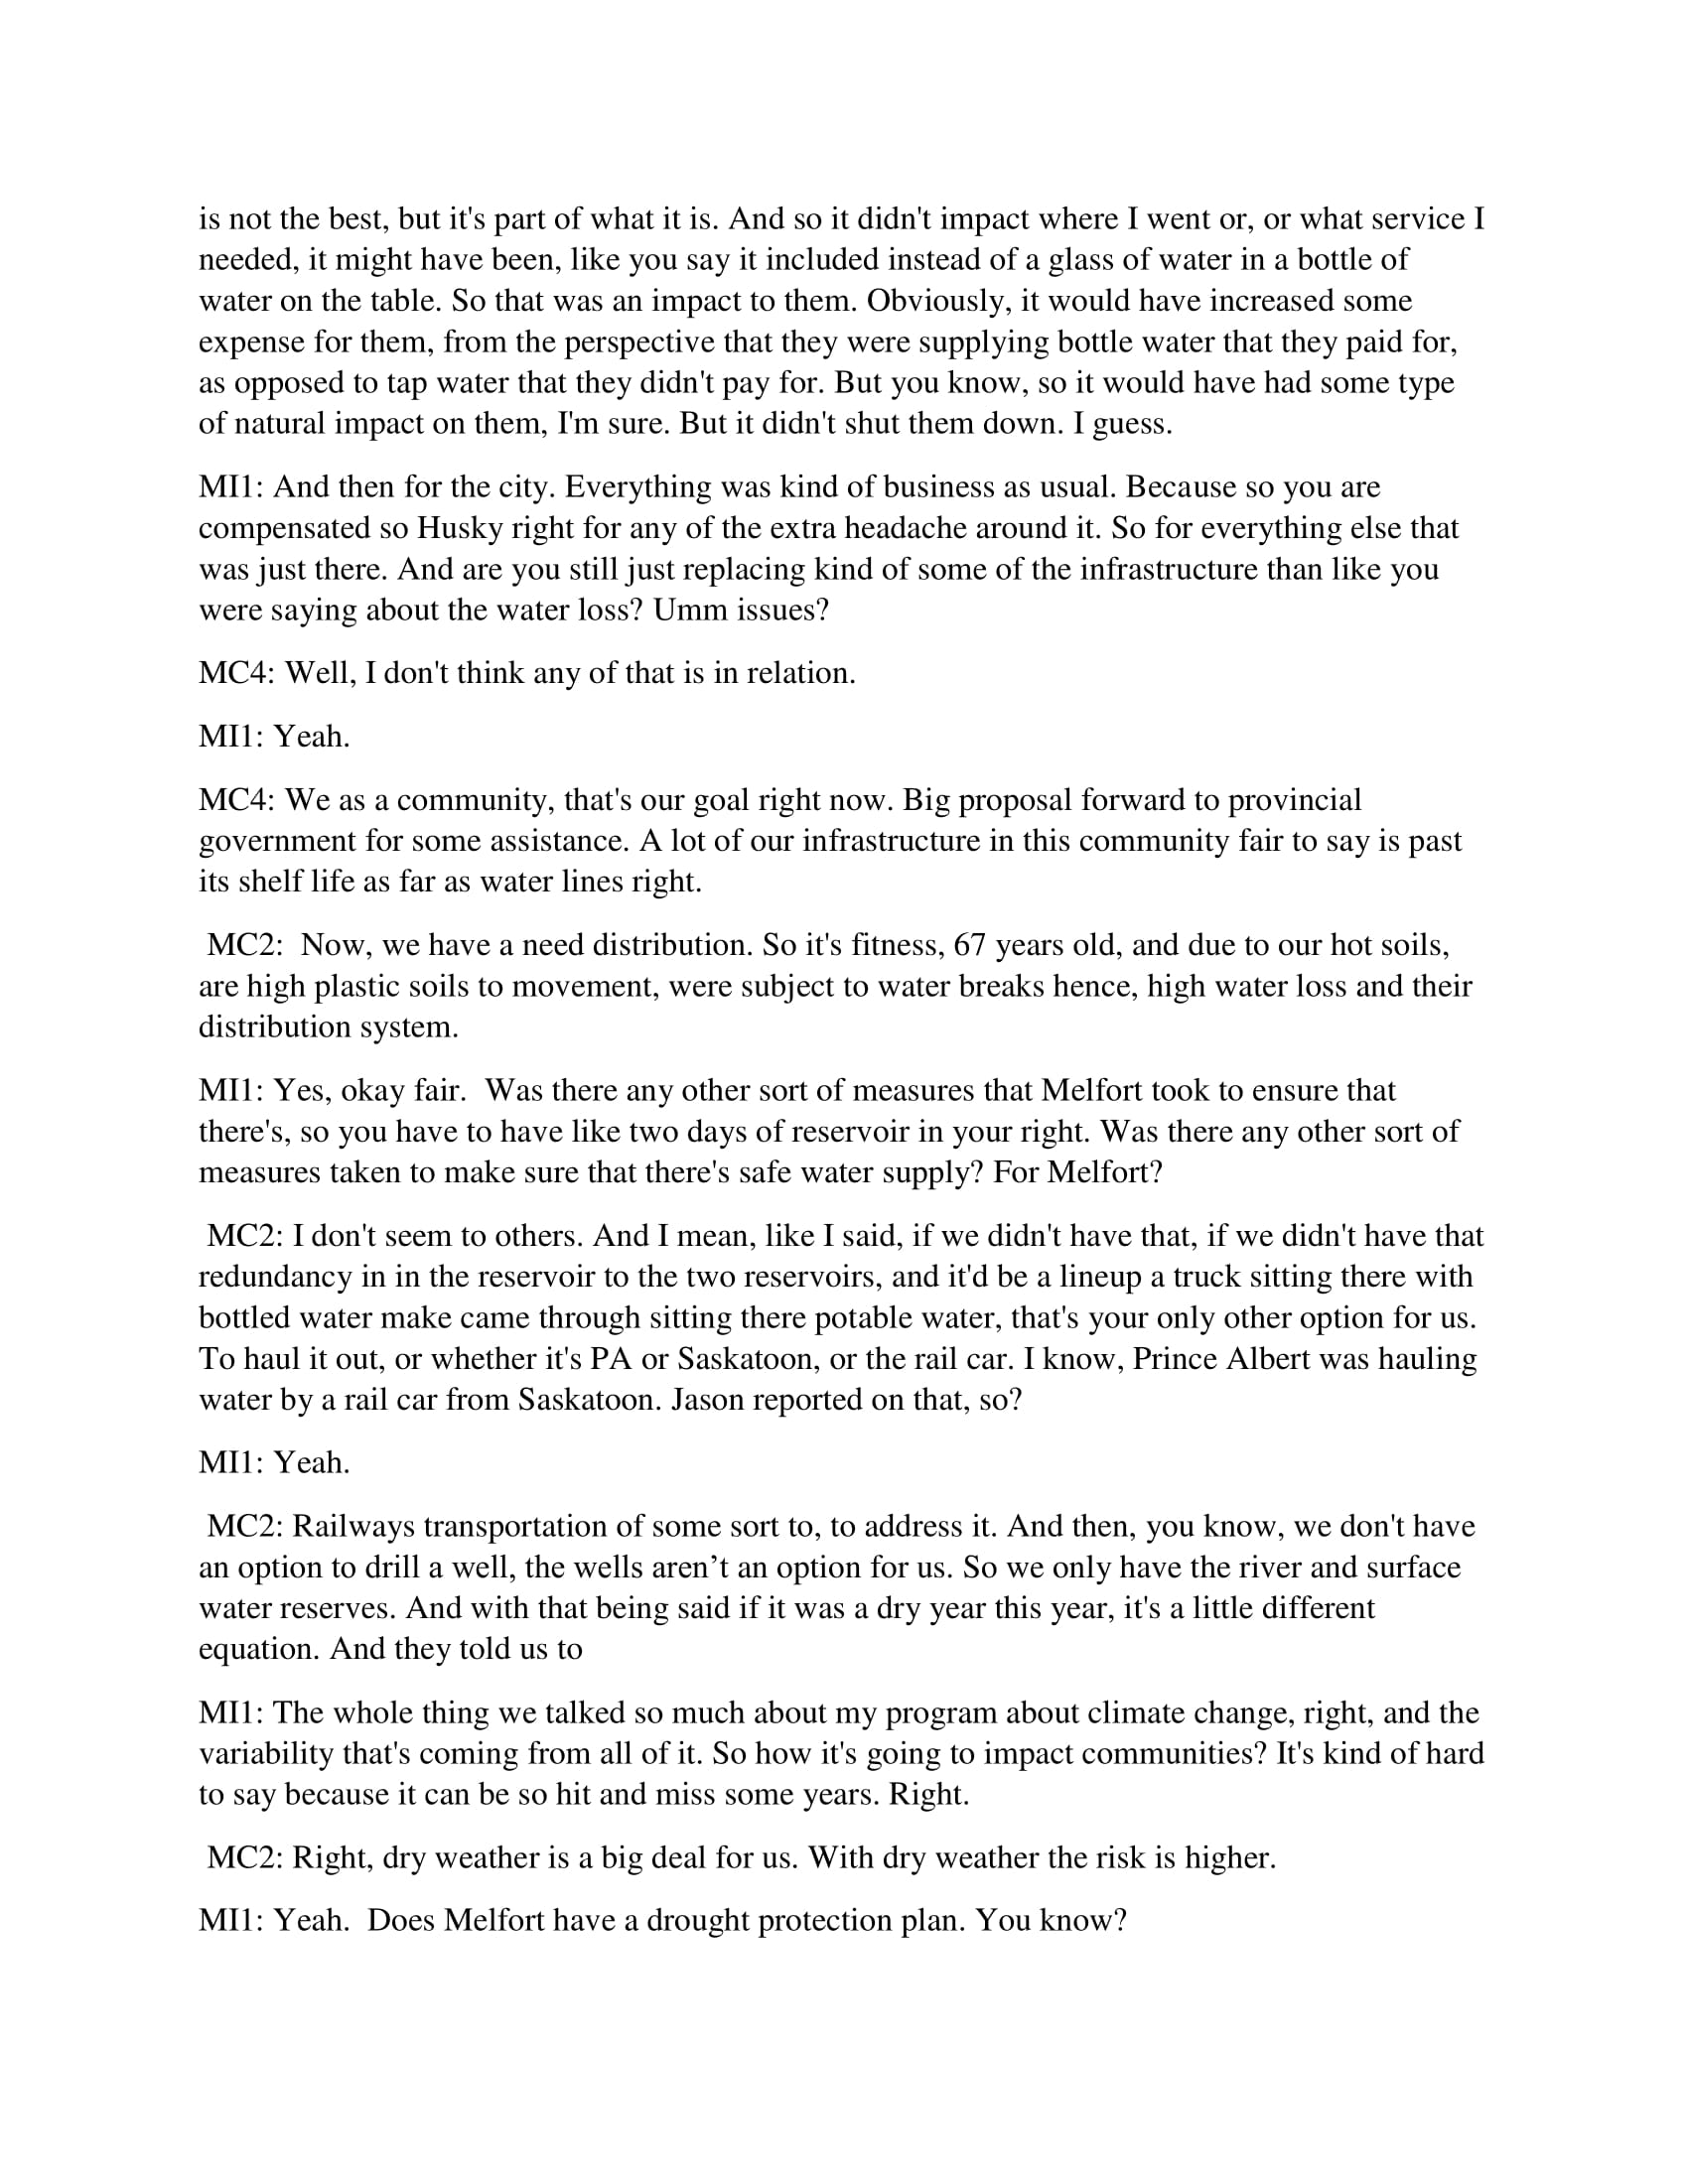 is not the best, but it's part of what it is. And so it didn't impact where I went or, or what service I
needed, it might have been, like you say it included instead of a glass of water in a bottle of
water on the table. So that was an impact to them. Obviously, it would have increased some
expense for them, from the perspective that they were supplying bottle water that they paid for,
as opposed to tap water that they didn't pay for. But you know, so it would have had some type
of natural impact on them, I'm sure. But it didn't shut them down. I guess.
MI1: And then for the city. Everything was kind of business as usual. Because so you are
compensated so Husky right for any of the extra headache around it. So for everything else that
was just there. And are you still just replacing kind of some of the infrastructure than like you
were saying about the water loss? Umm issues?
MC4: Well, I don't think any of that is in relation.
MI1: Yeah.
MC4: We as a community, that's our goal right now. Big proposal forward to provincial
government for some assistance. A lot of our infrastructure in this community fair to say is past
its shelf life as far as water lines right.
MC2:  Now, we have a need distribution. So it's fitness, 67 years old, and due to our hot soils,
are high plastic soils to movement, were subject to water breaks hence, high water loss and their
distribution system.
MI1: Yes, okay fair.  Was there any other sort of measures that Melfort took to ensure that
there's, so you have to have like two days of reservoir in your right. Was there any other sort of
measures taken to make sure that there's safe water supply? For Melfort?
MC2: I don't seem to others. And I mean, like I said, if we didn't have that, if we didn't have that
redundancy in in the reservoir to the two reservoirs, and it'd be a lineup a truck sitting there with
bottled water make came through sitting there potable water, that's your only other option for us.
To haul it out, or whether it's PA or Saskatoon, or the rail car. I know, Prince Albert was hauling
water by a rail car from Saskatoon. Jason reported on that, so?
MI1: Yeah.
MC2: Railways transportation of some sort to, to address it. And then, you know, we don't have
an option to drill a well, the wells aren’t an option for us. So we only have the river and surface
water reserves. And with that being said if it was a dry year this year, it's a little different
equation. And they told us to
MI1: The whole thing we talked so much about my program about climate change, right, and the
variability that's coming from all of it. So how it's going to impact communities? It's kind of hard
to say because it can be so hit and miss some years. Right.
MC2: Right, dry weather is a big deal for us. With dry weather the risk is higher.
MI1: Yeah.  Does Melfort have a drought protection plan. You know?